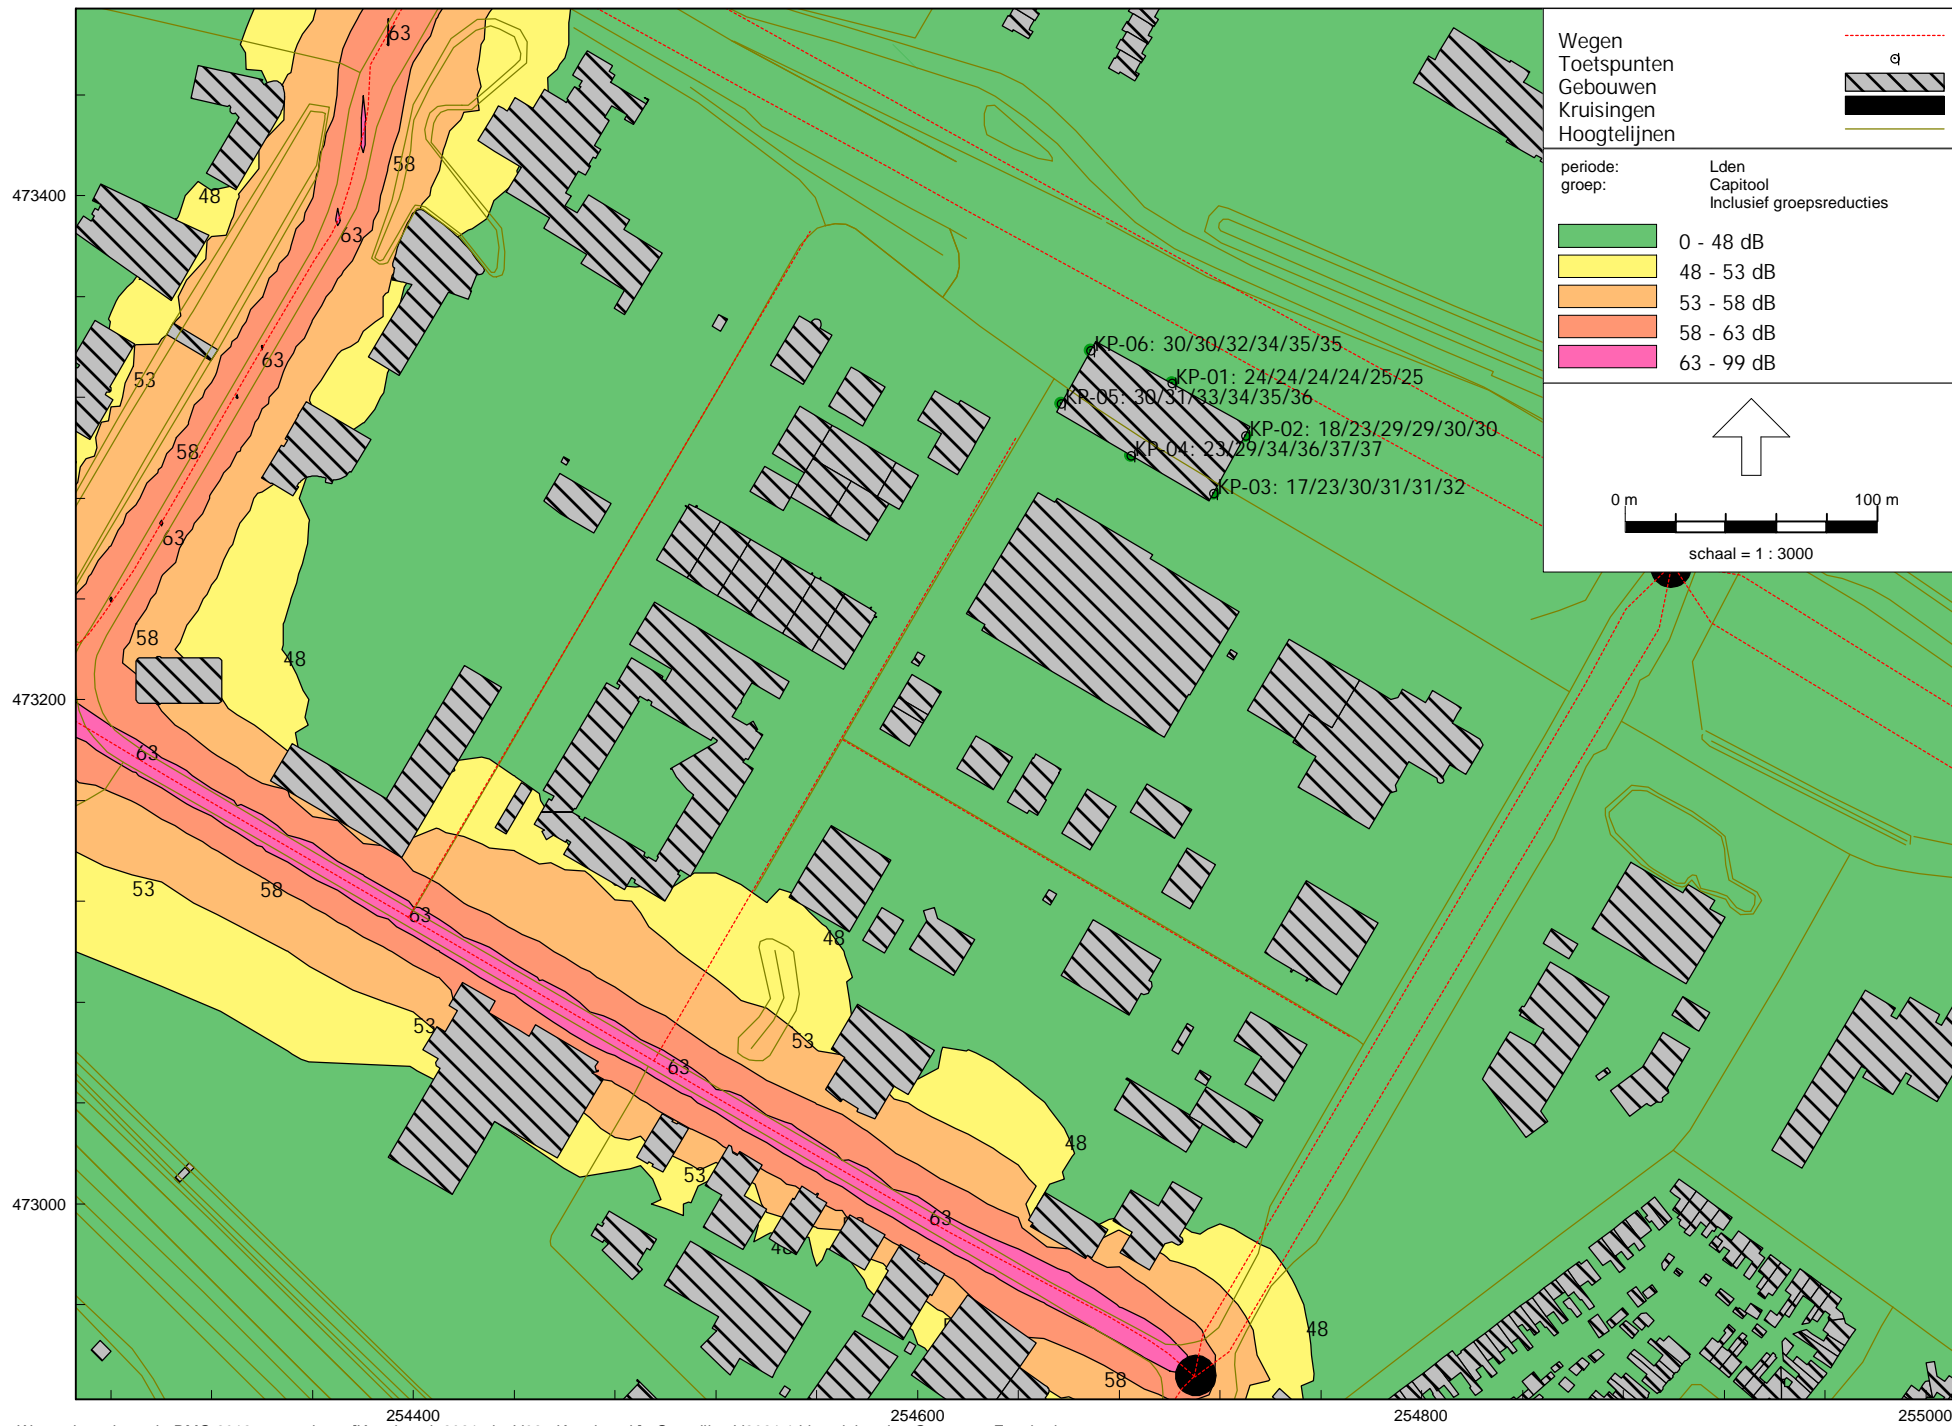 Wegen
Toetspunten
Gebouwen
Kruisingen
Hoogtelijnen
periode: Lden
groep: Capitool
Inclusief groepsreducties
0 - 48 dB
48 - 53 dB
53 - 58 dB
58 - 63 dB
63 - 99 dB
0 m 100 m
schaal = 1 : 3000
63
58
48
473400
63
KP-06: 30/30/32/34/35/35
63
KP-01: 24/24/24/24/25/25
53
KP-05: 30/31/33/34/35/36
KP-02: 18/23/29/29/30/30
KP-04: 23/29/34/36/37/37
58
KP-03: 17/23/30/31/31/32
63
58
48
473200
63
53
58
63
48
53
53
63
48
53
473000
63
48
58
254400
254600
254800
255000